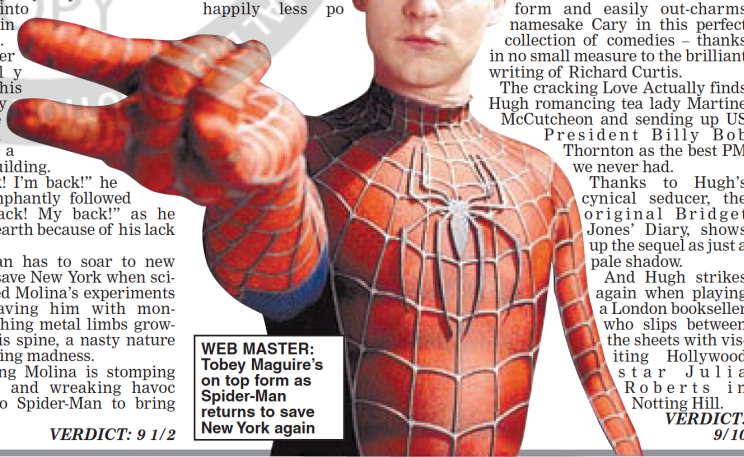 into
in
er
l y
his
y
e
a
uilding.
k! I'm back!" he
mphantly followed
ack! My back!" as he
earth because of his lack
an has to soar to new
save New York when sci-
ed Molina's experiments
aving him with mon-
hing metal limbs grow-
is spine, a nasty nature
ing madness.
ng Molina is stomping
and wreaking havoc
o Spider-Man to bring
VERDICT: 9 1/2
happily less po
WEB MASTER:
Tobey Maguire's
on top form as
Spider-Man
returns to save
New York again
form and easily out-charms
namesake Cary in this perfect
collection of comedies – thanks
in no small measure to the brilliant
writing of Richard Curtis.
The cracking Love Actually finds
Hugh romancing tea lady Martine
McCutcheon and sending up US
President Billy Bob
Thornton as the best PM
we never had.
Thanks to Hugh's
cynical seducer, the
original Bridget
Jones' Diary, shows
up the sequel as just a
pale shadow.
And Hugh strikes
again when playing
a London bookseller
who slips between
the sheets with vis-
iting Hollywood
star Julia
Roberts in
Notting Hill.
VERDICT:
9/10